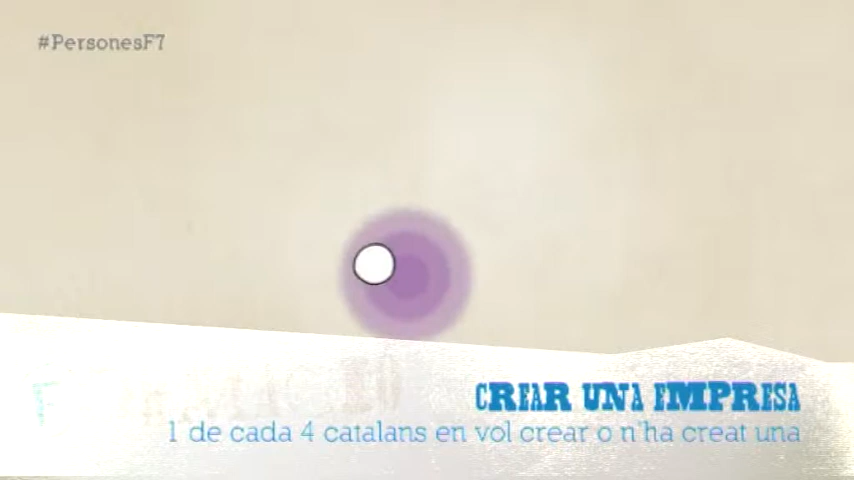 #PersonesF7
CREAR UNA EMPRESA
1 de cada 4 catalans en vol crear o n'ha creat una